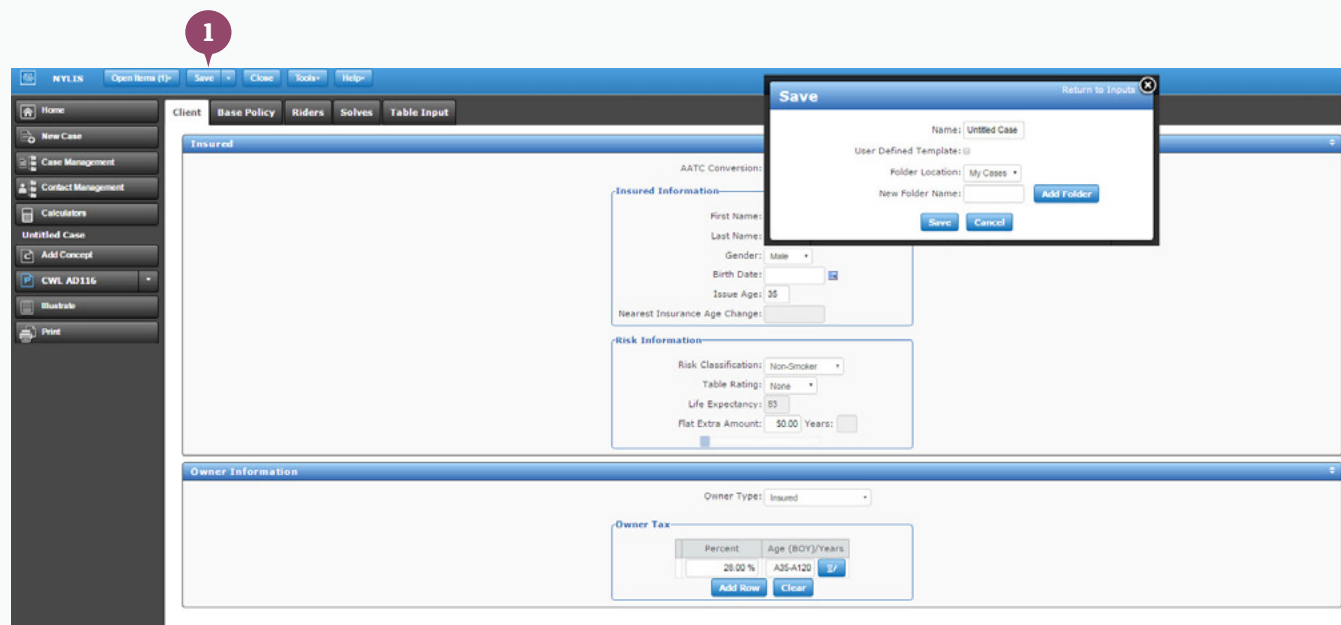 1
NYLIS Open Items (1) Save Close Tools Help
Home
New Case
Case Management
Contact Management
Calculators
Untitled Case
Add Concept
CWL AD116
Illustrate
Print
Client Base Policy Riders Solves Table Input
Insured
AATC Conversion:
Insured Information
First Name:
Last Name:
Gender: Male
Birth Date:
Issue Age: 35
Nearest Insurance Age Change:
Risk Information
Risk Classification: Non-Smoker
Table Rating: None
Life Expectancy: 83
Flat Extra Amount: $0.00 Years:
Owner Information
Owner Type: Insured
Owner Tax
Percent Age (BOY)/Years
28.00 % A35-A120
Add Row Clear
Save Return to Inputs
Name: Untitled Case
User Defined Template:
Folder Location: My Cases
New Folder Name: Add Folder
Save Cancel